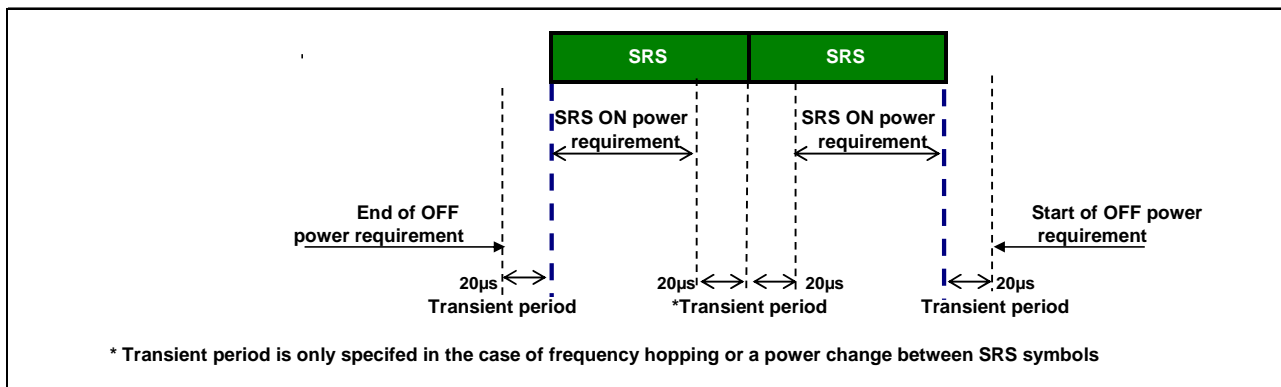 SRS SRS
SRS ON power
requirement
SRS ON power
requirement
End of OFF
power requirement
Start of OFF power
requirement
20µs 20µs 20µs 20µs
Transient period *Transient period Transient period
* Transient period is only specifed in the case of frequency hopping or a power change between SRS symbols